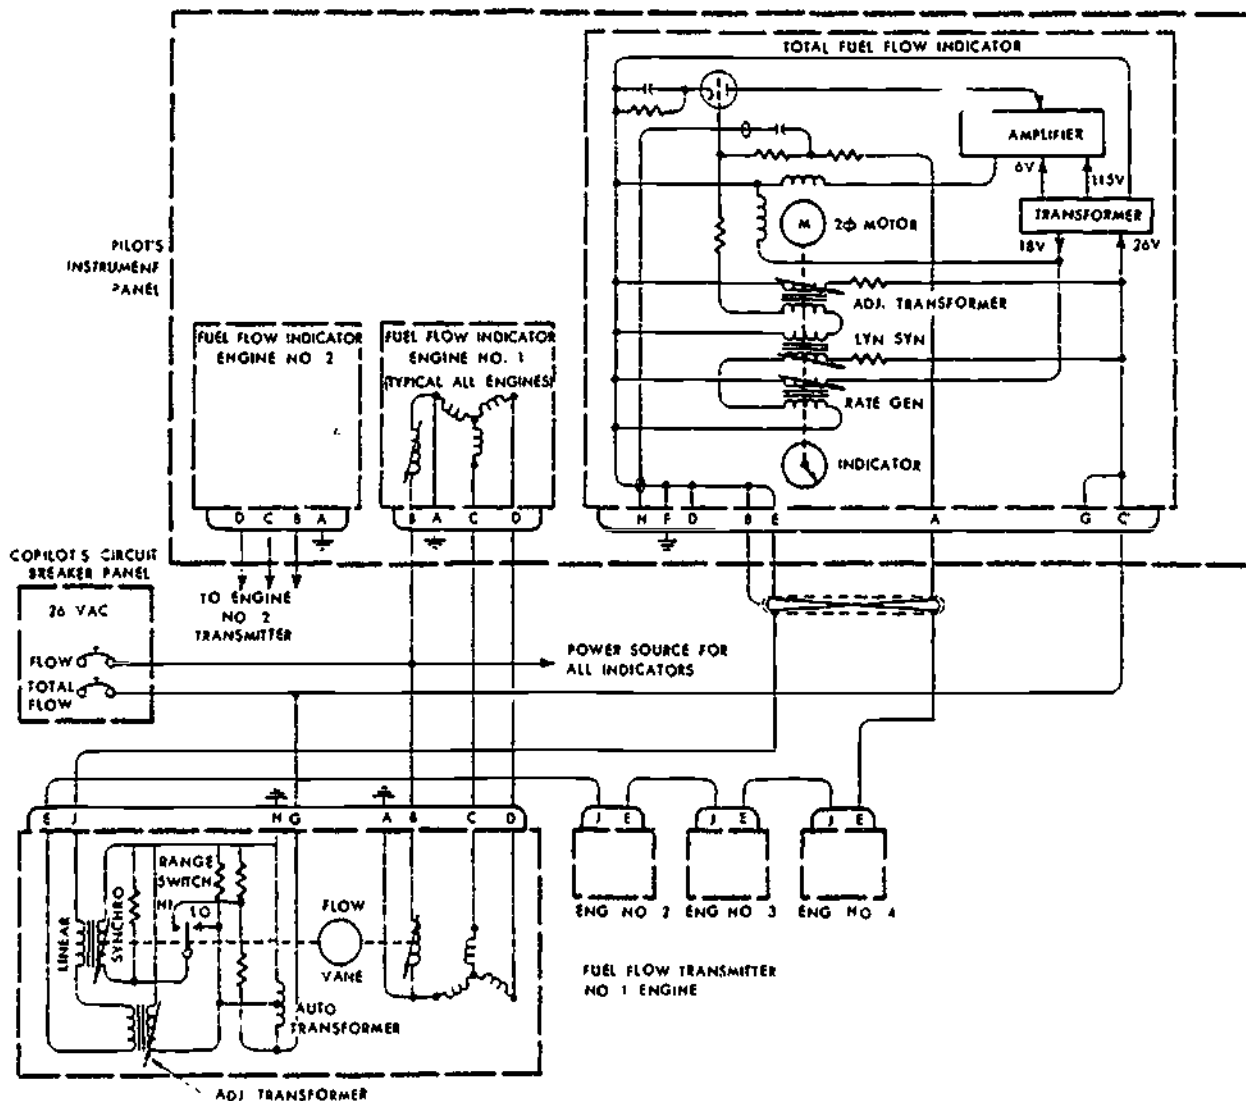 TOTAL FUEL FLOW INDICATOR
AMPLIFIER
6V
115V
TRANSFORMER
18V
26V
M
2Φ MOTOR
ADJ. TRANSFORMER
LYN SYN
RATE GEN
INDICATOR
PILOT'S
INSTRUMENT
PANEL
FUEL FLOW INDICATOR
ENGINE NO 2
FUEL FLOW INDICATOR
ENGINE NO. 1
(TYPICAL ALL ENGINES)
D C B A
B A C D
H F D B E A G C
COPILOT'S CIRCUIT
BREAKER PANEL
26 VAC
FLOW
TOTAL
FLOW
TO ENGINE
NO 2
TRANSMITTER
POWER SOURCE FOR
ALL INDICATORS
E J H G A B C D
J E
J E
J E
ENG NO 2
ENG NO 3
ENG NO 4
RANGE
SWITCH
HI
LO
LINEAR
SYNCHRO
FLOW
VANE
AUTO
TRANSFORMER
FUEL FLOW TRANSMITTER
NO 1 ENGINE
ADJ TRANSFORMER